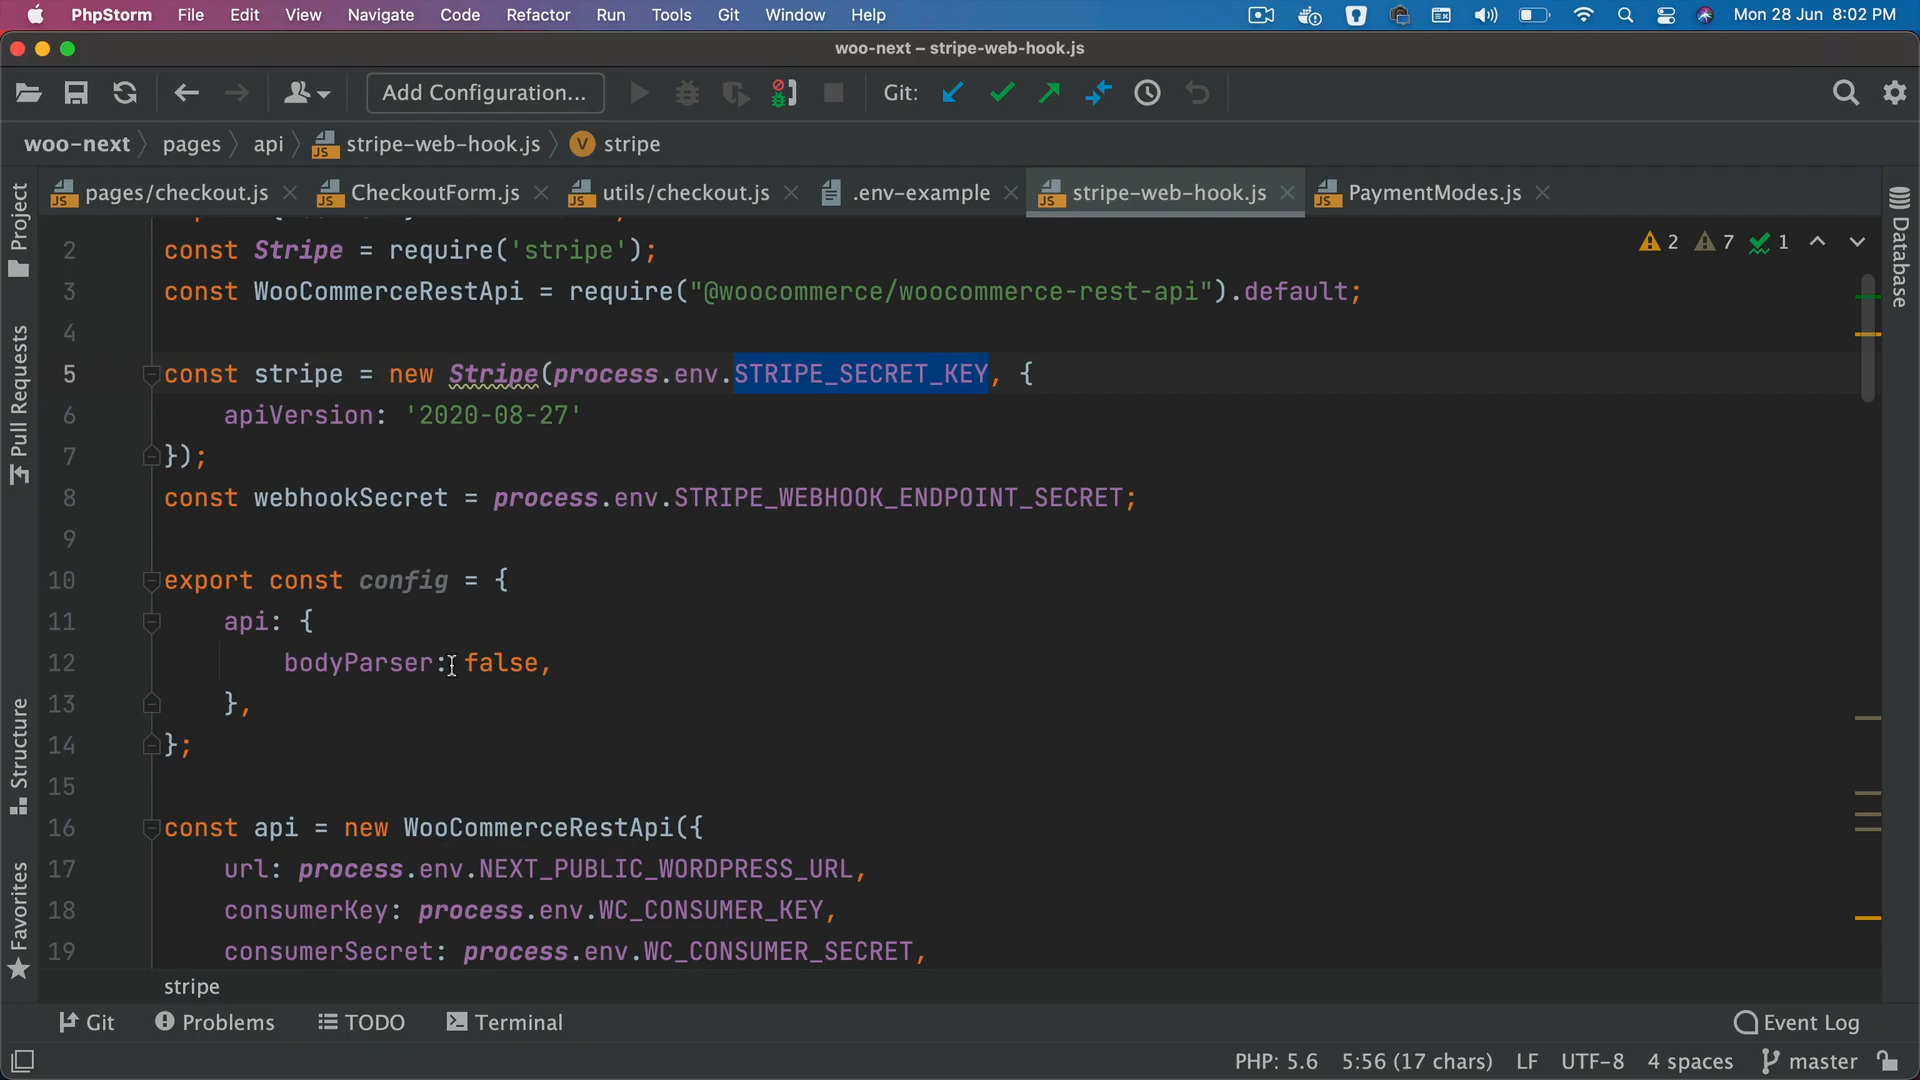 PhpStorm File Edit View Navigate Code Refactor Run Tools Git Window Help Mon 28 Jun 8:02 PM
woo-next – stripe-web-hook.js
Add Configuration... Git:
woo-next pages api stripe-web-hook.js stripe
pages/checkout.js CheckoutForm.js utils/checkout.js .env-example stripe-web-hook.js PaymentModes.js
2 7 1
2 const Stripe = require('stripe');
3 const WooCommerceRestApi = require("@woocommerce/woocommerce-rest-api").default;
4
5 const stripe = new Stripe(process.env.STRIPE_SECRET_KEY, {
6 apiVersion: '2020-08-27'
7 });
8 const webhookSecret = process.env.STRIPE_WEBHOOK_ENDPOINT_SECRET;
9
10 export const config = {
11 api: {
12 bodyParser: false,
13 },
14 };
15
16 const api = new WooCommerceRestApi({
17 url: process.env.NEXT_PUBLIC_WORDPRESS_URL,
18 consumerKey: process.env.WC_CONSUMER_KEY,
19 consumerSecret: process.env.WC_CONSUMER_SECRET,
stripe
Project
Pull Requests
Structure
Favorites
Database
Git Problems TODO Terminal Event Log
PHP: 5.6 5:56 (17 chars) LF UTF-8 4 spaces master